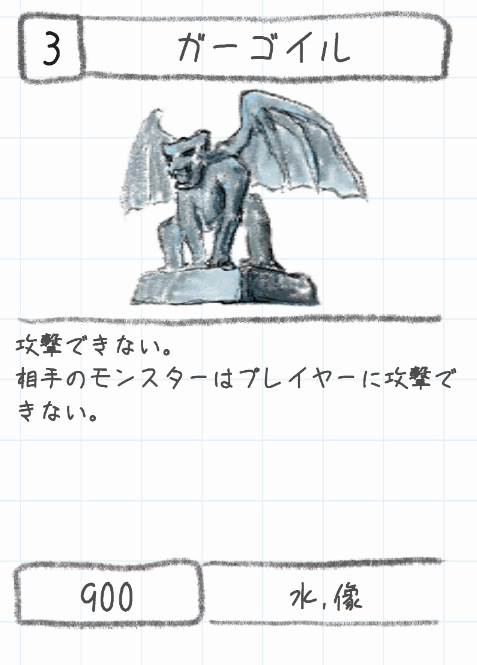 3
ガーゴイル
攻撃できない。
相手のモンスターはプレイヤーに攻撃で
きない。
900
水,像